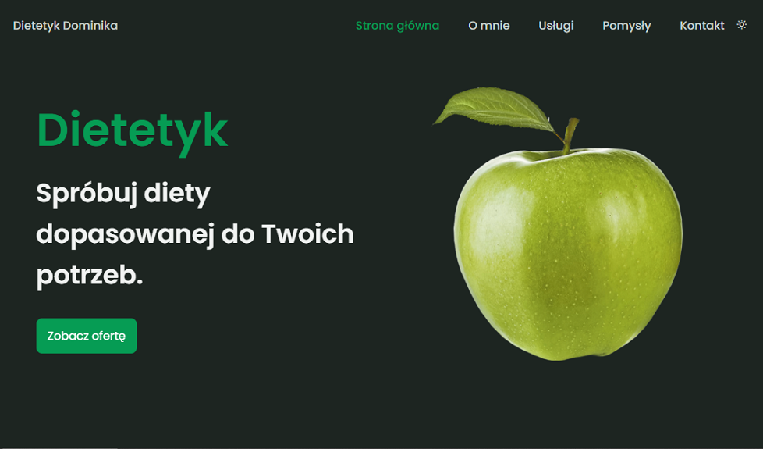 Dietetyk Dominika
Strona główna
O mnie
Usługi
Pomysły
Kontakt
Dietetyk
Spróbuj diety
dopasowanej do Twoich
potrzeb.
Zobacz ofertę